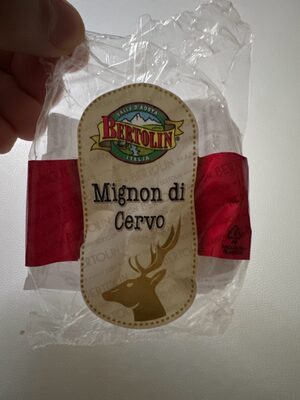 VALLE D'AOSTA
BERTOLIN
ITALIA
Mignon di
Cervo